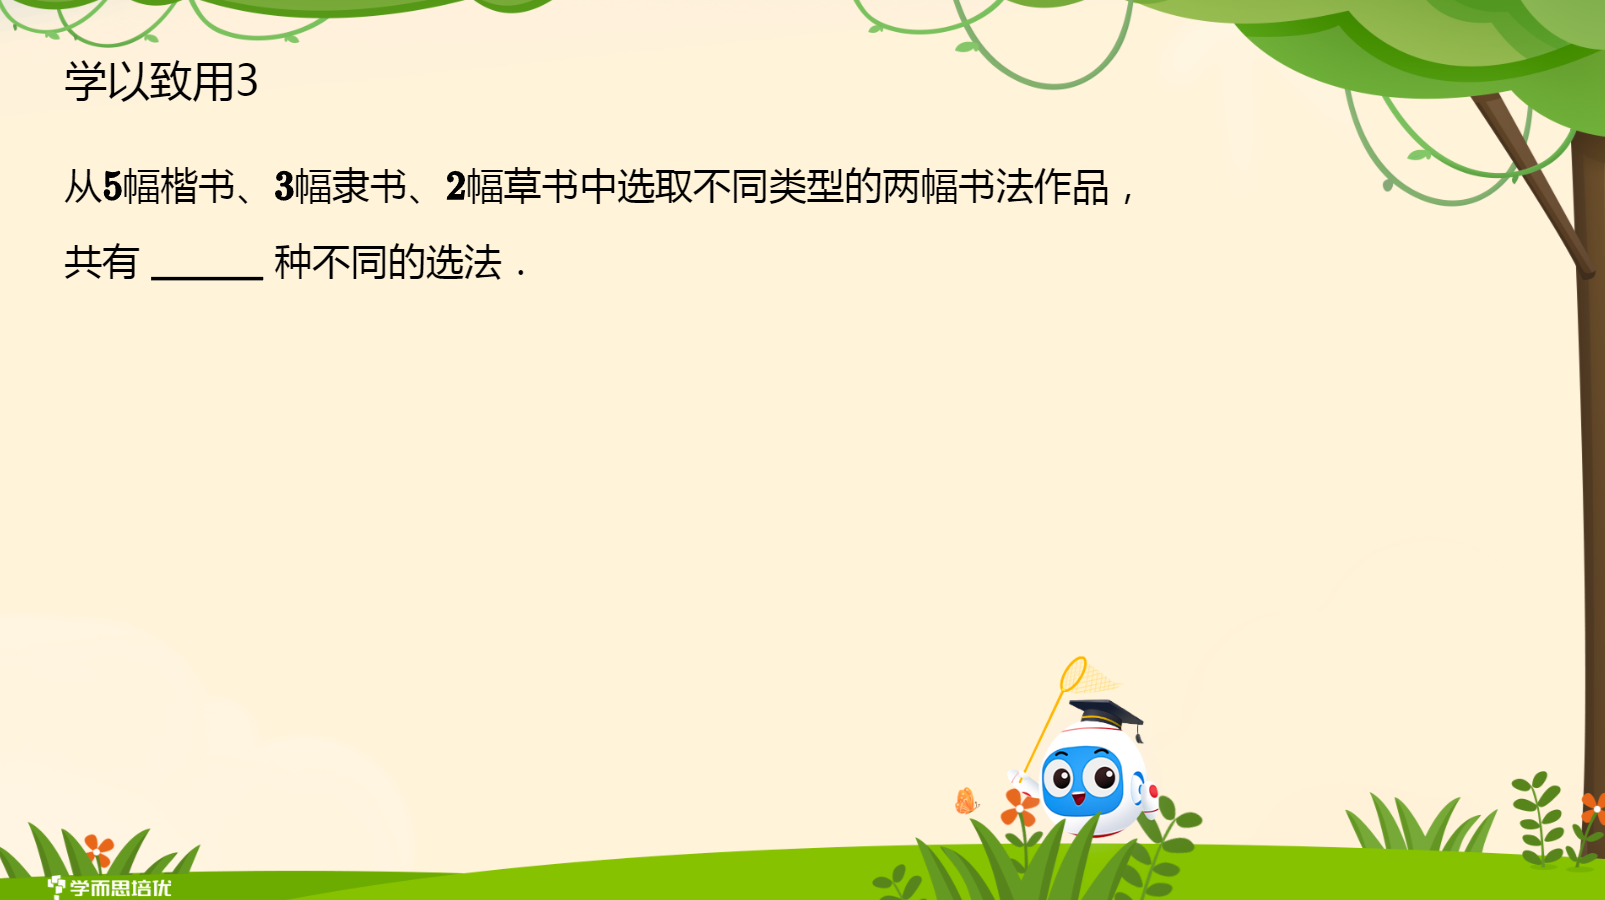 学以致用3
从5幅楷书、3幅隶书、2幅草书中选取不同类型的两幅书法作品，
共有 ______ 种不同的选法．
学而思培优